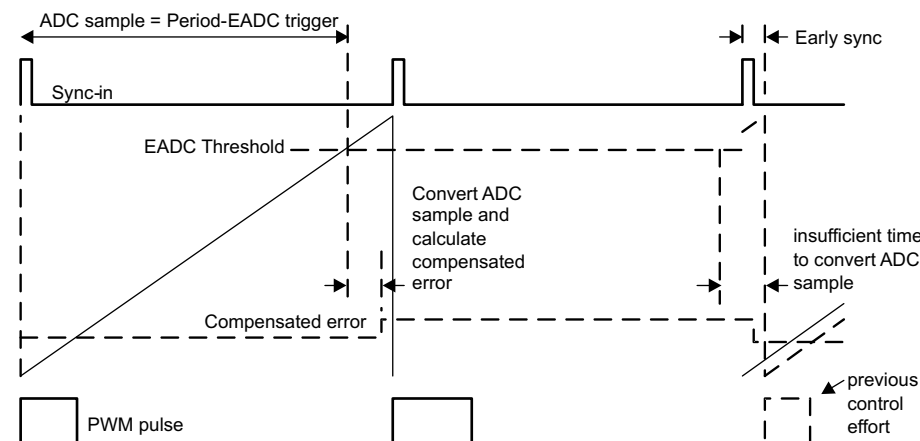 ADC sample = Period-EADC trigger
Early sync
Sync-in
EADC Threshold
Convert ADC
sample and
calculate
compensated
error
insufficient time
to convert ADC
sample
Compensated error
PWM pulse
previous
control
effort